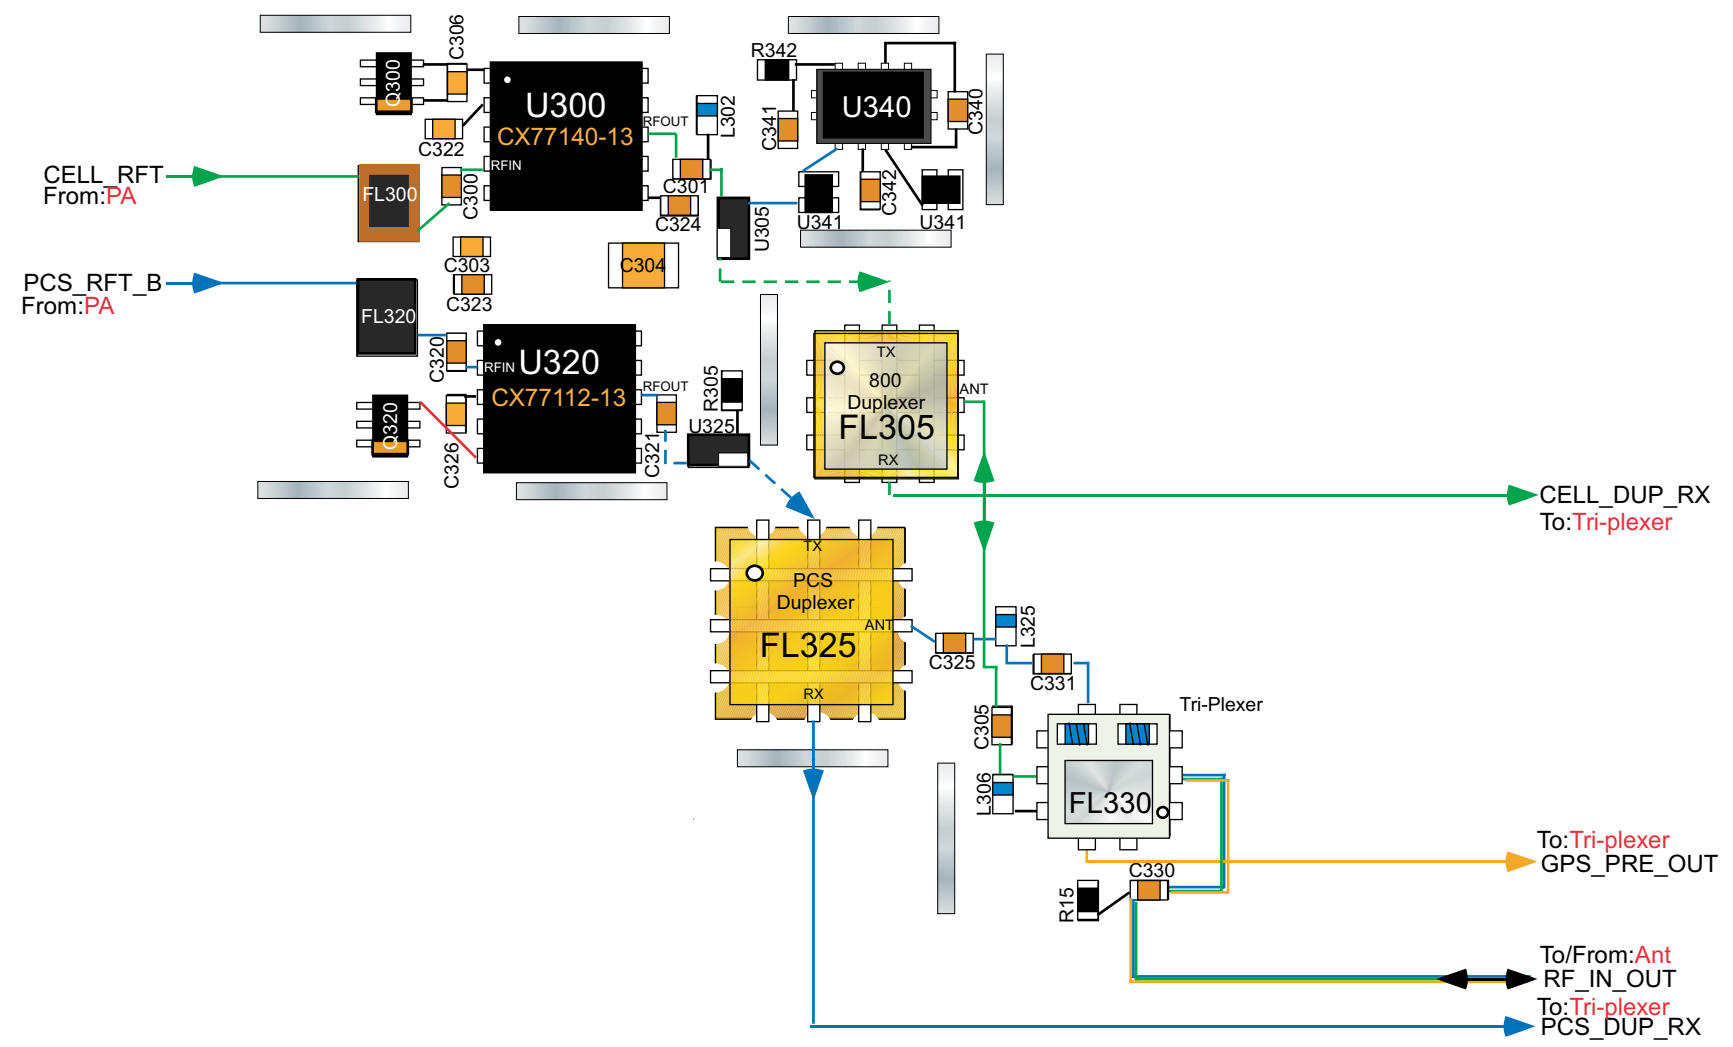 C306
Q300
U300
CX77140-13
RFOUT
RFIN
C322
C300
L302
C301
C324
U305
R342
C341
U340
C340
C342
U341
U341
CELL_RFT
From:PA
FL300
C303
C304
C323
PCS_RFT_B
From:PA
FL320
C320
U320
RFIN
CX77112-13
RFOUT
Q320
C326
C321
R305
U325
TX
800
Duplexer
FL305
ANT
RX
CELL_DUP_RX
To:Tri-plexer
TX
PCS
Duplexer
ANT
FL325
RX
C325
L325
C331
C305
L306
Tri-Plexer
FL330
To:Tri-plexer
GPS_PRE_OUT
C330
R15
To/From:Ant
RF_IN_OUT
To:Tri-plexer
PCS_DUP_RX